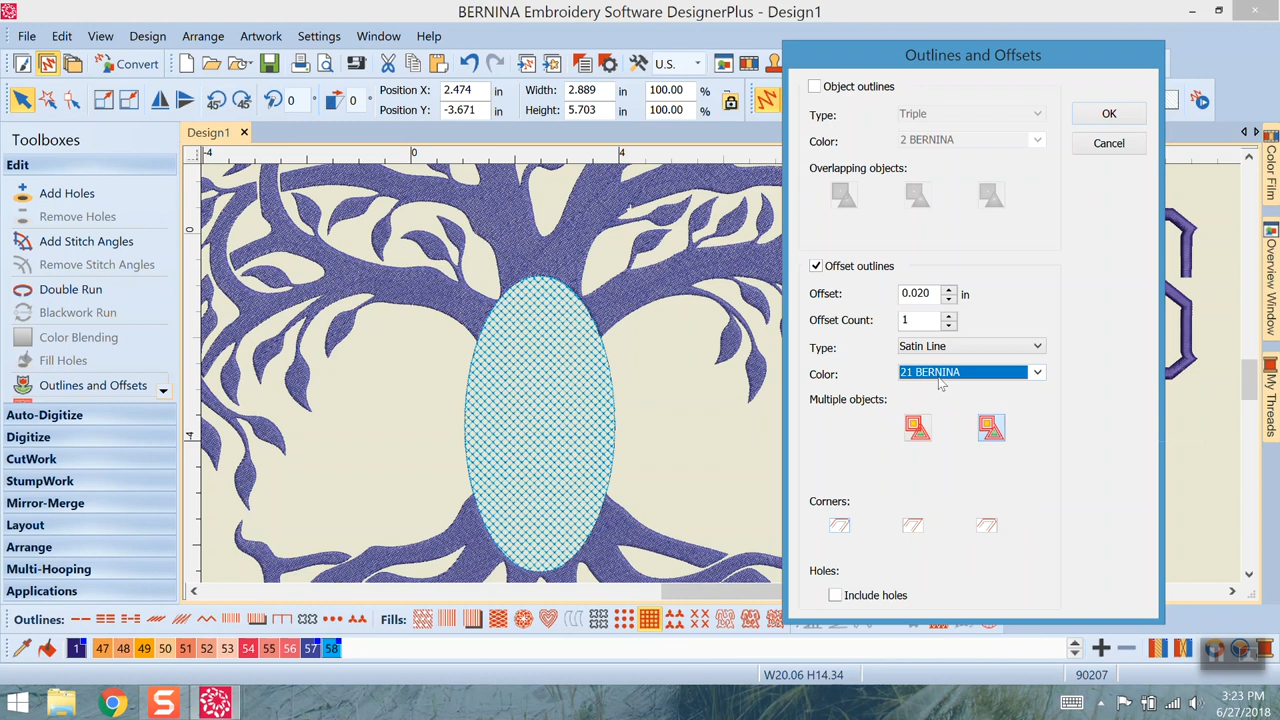 BERNINA Embroidery Software DesignerPlus - Design1
File Edit View Design Arrange Artwork Settings Window Help
Convert
U.S.
0
0
Position X: 2.474 in
Position Y: -3.671 in
Width: 2.889 in
Height: 5.703 in
100.00 %
100.00 %
Toolboxes
Edit
Add Holes
Remove Holes
Add Stitch Angles
Remove Stitch Angles
Double Run
Blackwork Run
Color Blending
Fill Holes
Outlines and Offsets
Auto-Digitize
Digitize
CutWork
StumpWork
Mirror-Merge
Layout
Arrange
Multi-Hooping
Applications
Design1
-4 0 4
0
-4
Outlines and Offsets
Object outlines
Type: Triple
Color: 2 BERNINA
Overlapping objects:
OK
Cancel
Offset outlines
Offset: 0.020 in
Offset Count: 1
Type: Satin Line
Color: 21 BERNINA
Multiple objects:
Corners:
Holes:
Include holes
Color Film
Overview Window
My Threads
Outlines:
Fills:
1 47 48 49 50 51 52 53 54 55 56 57 58
W20.06 H14.34
90207
3:23 PM
6/27/2018